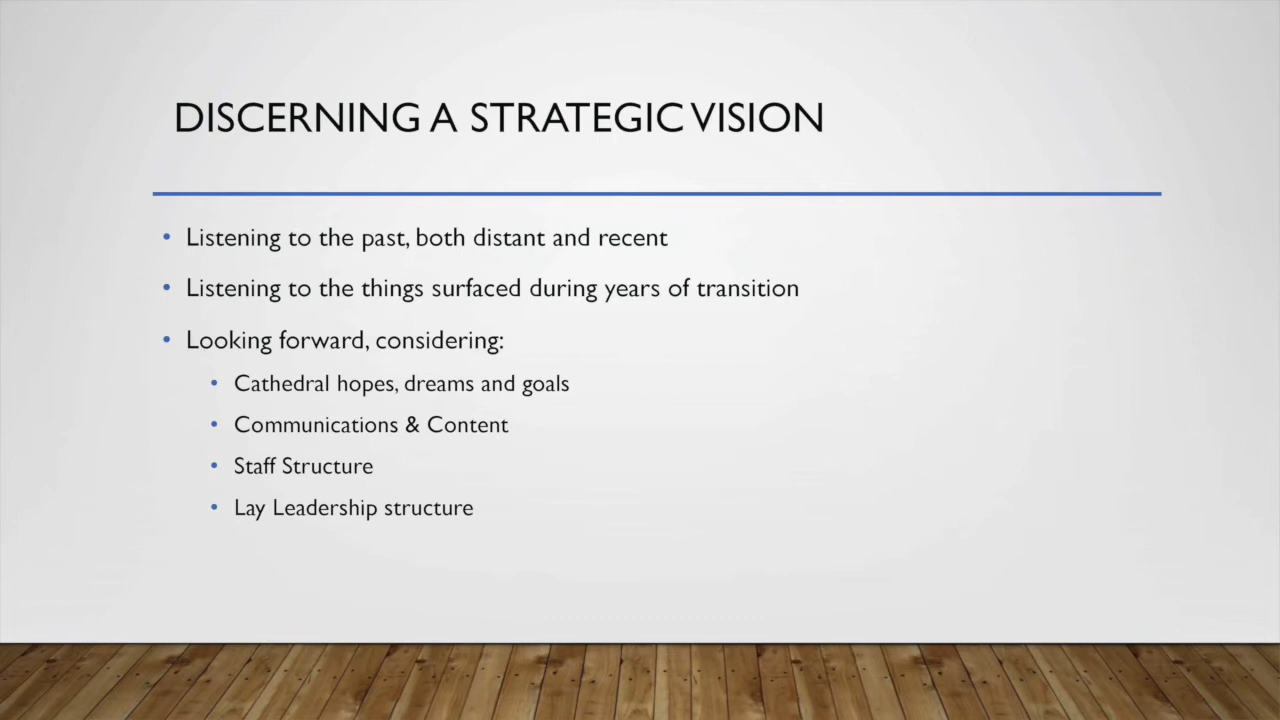 DISCERNING A STRATEGIC VISION
• Listening to the past, both distant and recent
• Listening to the things surfaced during years of transition
• Looking forward, considering:
• Cathedral hopes, dreams and goals
• Communications & Content
• Staff Structure
• Lay Leadership structure